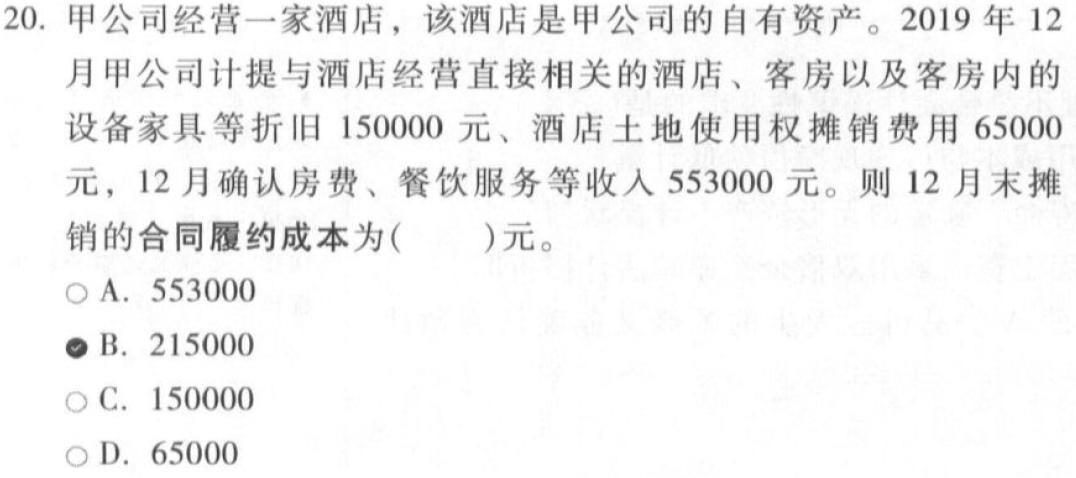 20. 甲公司经营一家酒店，该酒店是甲公司的自有资产。2019 年 12
月甲公司计提与酒店经营直接相关的酒店、客房以及客房内的
设备家具等折旧 150000 元、酒店土地使用权摊销费用 65000
元，12 月确认房费、餐饮服务等收入 553000 元。则 12 月末摊
销的合同履约成本为(　　)元。
A. 553000
B. 215000
C. 150000
D. 65000